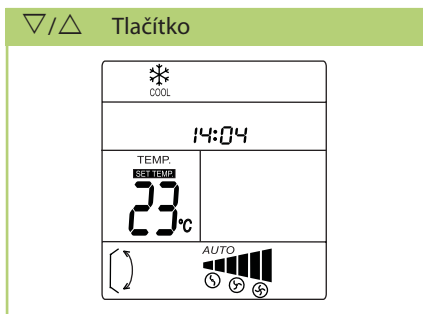 ▽/△ Tlačítko
COOL
14:04
TEMP.
SET TEMP.
23°C
AUTO